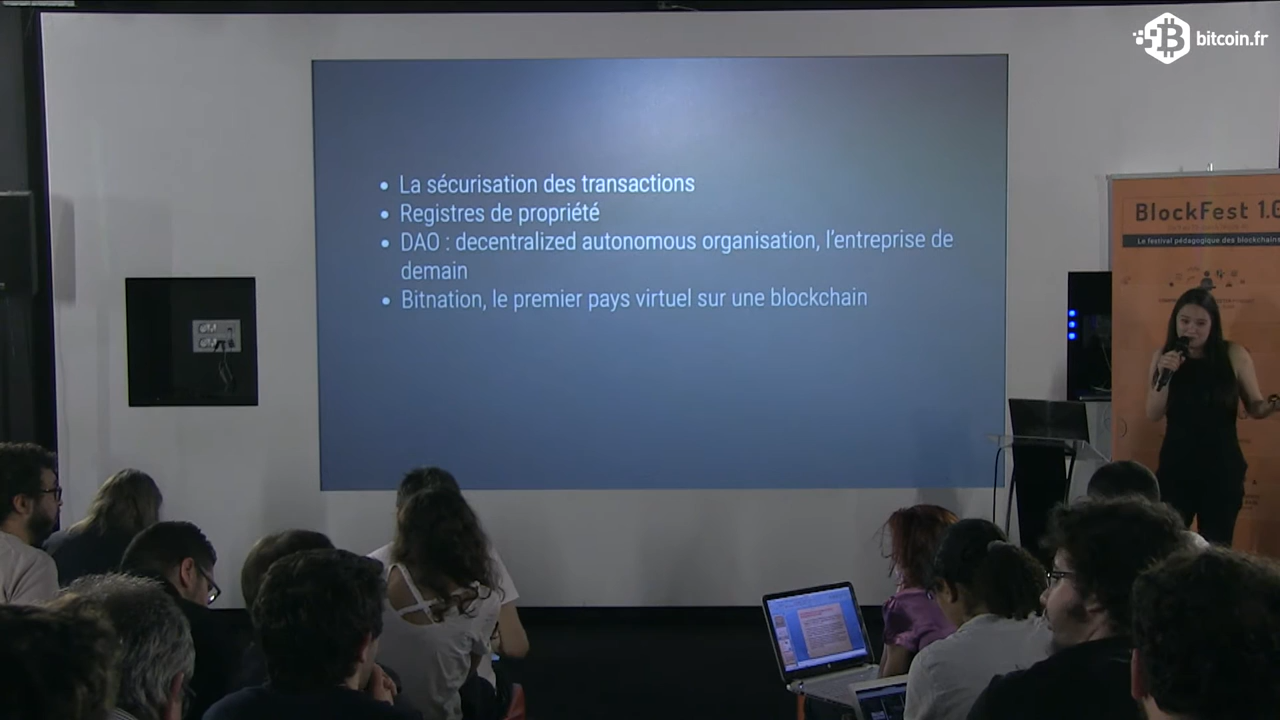 bitcoin.fr
• La sécurisation des transactions
• Registres de propriété
• DAO : decentralized autonomous organisation, l'entreprise de
demain
• Bitnation, le premier pays virtuel sur une blockchain
BlockFest 1.0
Le festival pédagogique des blockchains